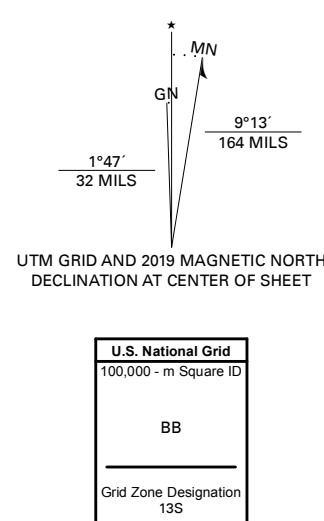 ★
MN
GN
9°13´
164 MILS
1°47´
32 MILS
UTM GRID AND 2019 MAGNETIC NORTH
DECLINATION AT CENTER OF SHEET
U.S. National Grid
100,000 - m Square ID
BB
Grid Zone Designation
13S